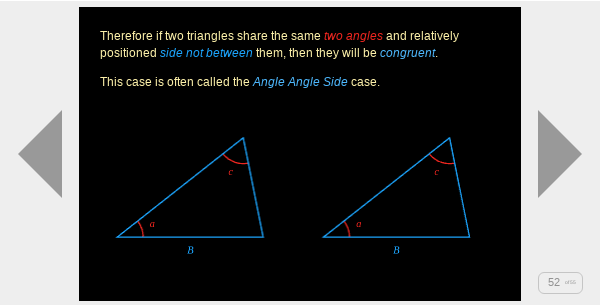 Therefore if two triangles share the same two angles and relatively
positioned side not between them, then they will be congruent.
This case is often called the Angle Angle Side case.
c c
a a
B B
52